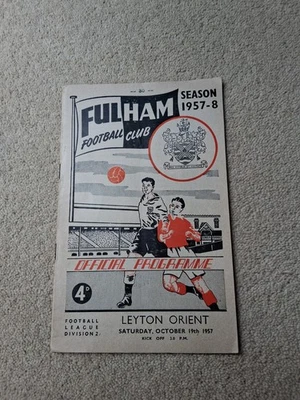 FULHAM
FOOTBALL CLUB
SEASON
1957-8
OFFICIAL PROGRAMME
4D
FOOTBALL
LEAGUE
DIVISION 2.
LEYTON ORIENT
SATURDAY, OCTOBER 19th 1957
KICK OFF 3.0 P.M.